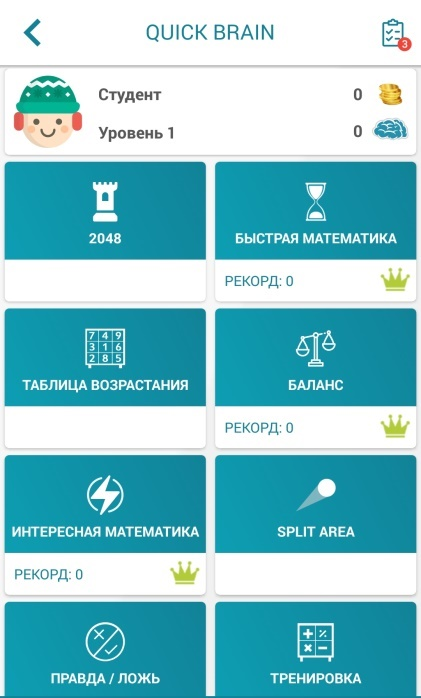 QUICK BRAIN
3
Студент 0
Уровень 1 0
2048
БЫСТРАЯ МАТЕМАТИКА
РЕКОРД: 0
7 4 9
3 1 6
2 8 5
ТАБЛИЦА ВОЗРАСТАНИЯ
БАЛАНС
РЕКОРД: 0
ИНТЕРЕСНАЯ МАТЕМАТИКА
РЕКОРД: 0
SPLIT AREA
ПРАВДА / ЛОЖЬ
ТРЕНИРОВКА